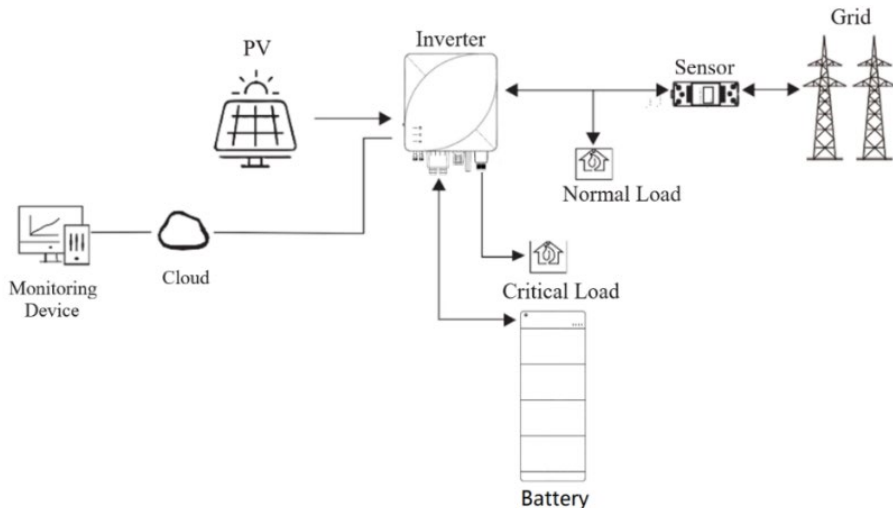 Grid
Inverter
PV
Sensor
Normal Load
Cloud
Monitoring
Device
Critical Load
Battery